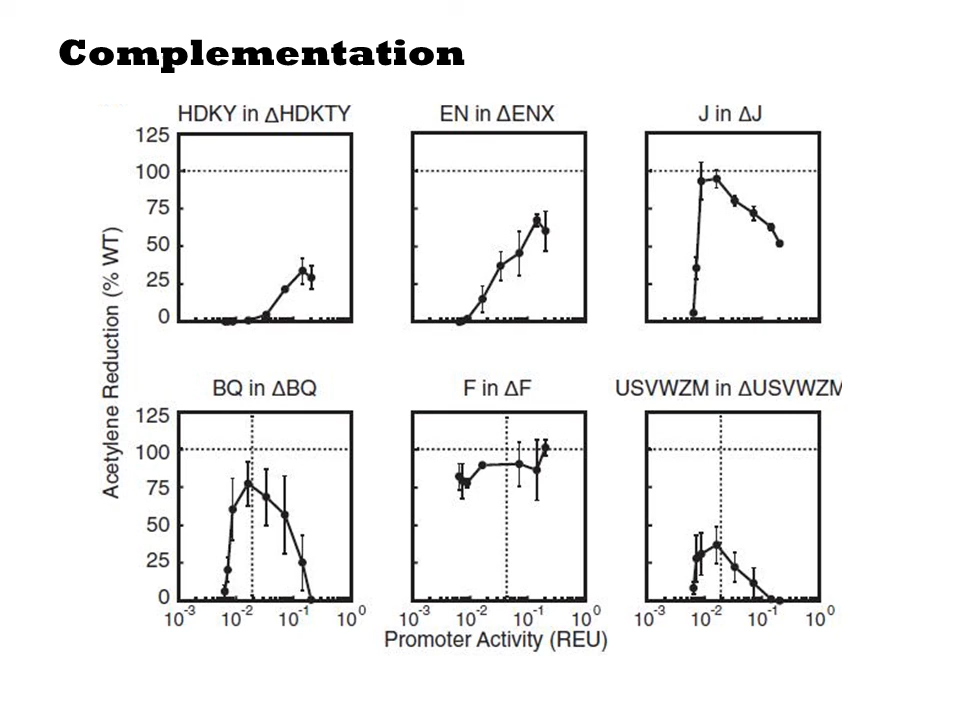 Complementation
HDKY in ΔHDKTY
EN in ΔENX
J in ΔJ
125
100
75
50
25
0
Acetylene Reduction (% WT)
BQ in ΔBQ
F in ΔF
USVWZM in ΔUSVWZM
125
100
75
50
25
0
10⁻³ 10⁻² 10⁻¹ 10⁰
10⁻³ 10⁻² 10⁻¹ 10⁰
10⁻³ 10⁻² 10⁻¹ 10⁰
Promoter Activity (REU)